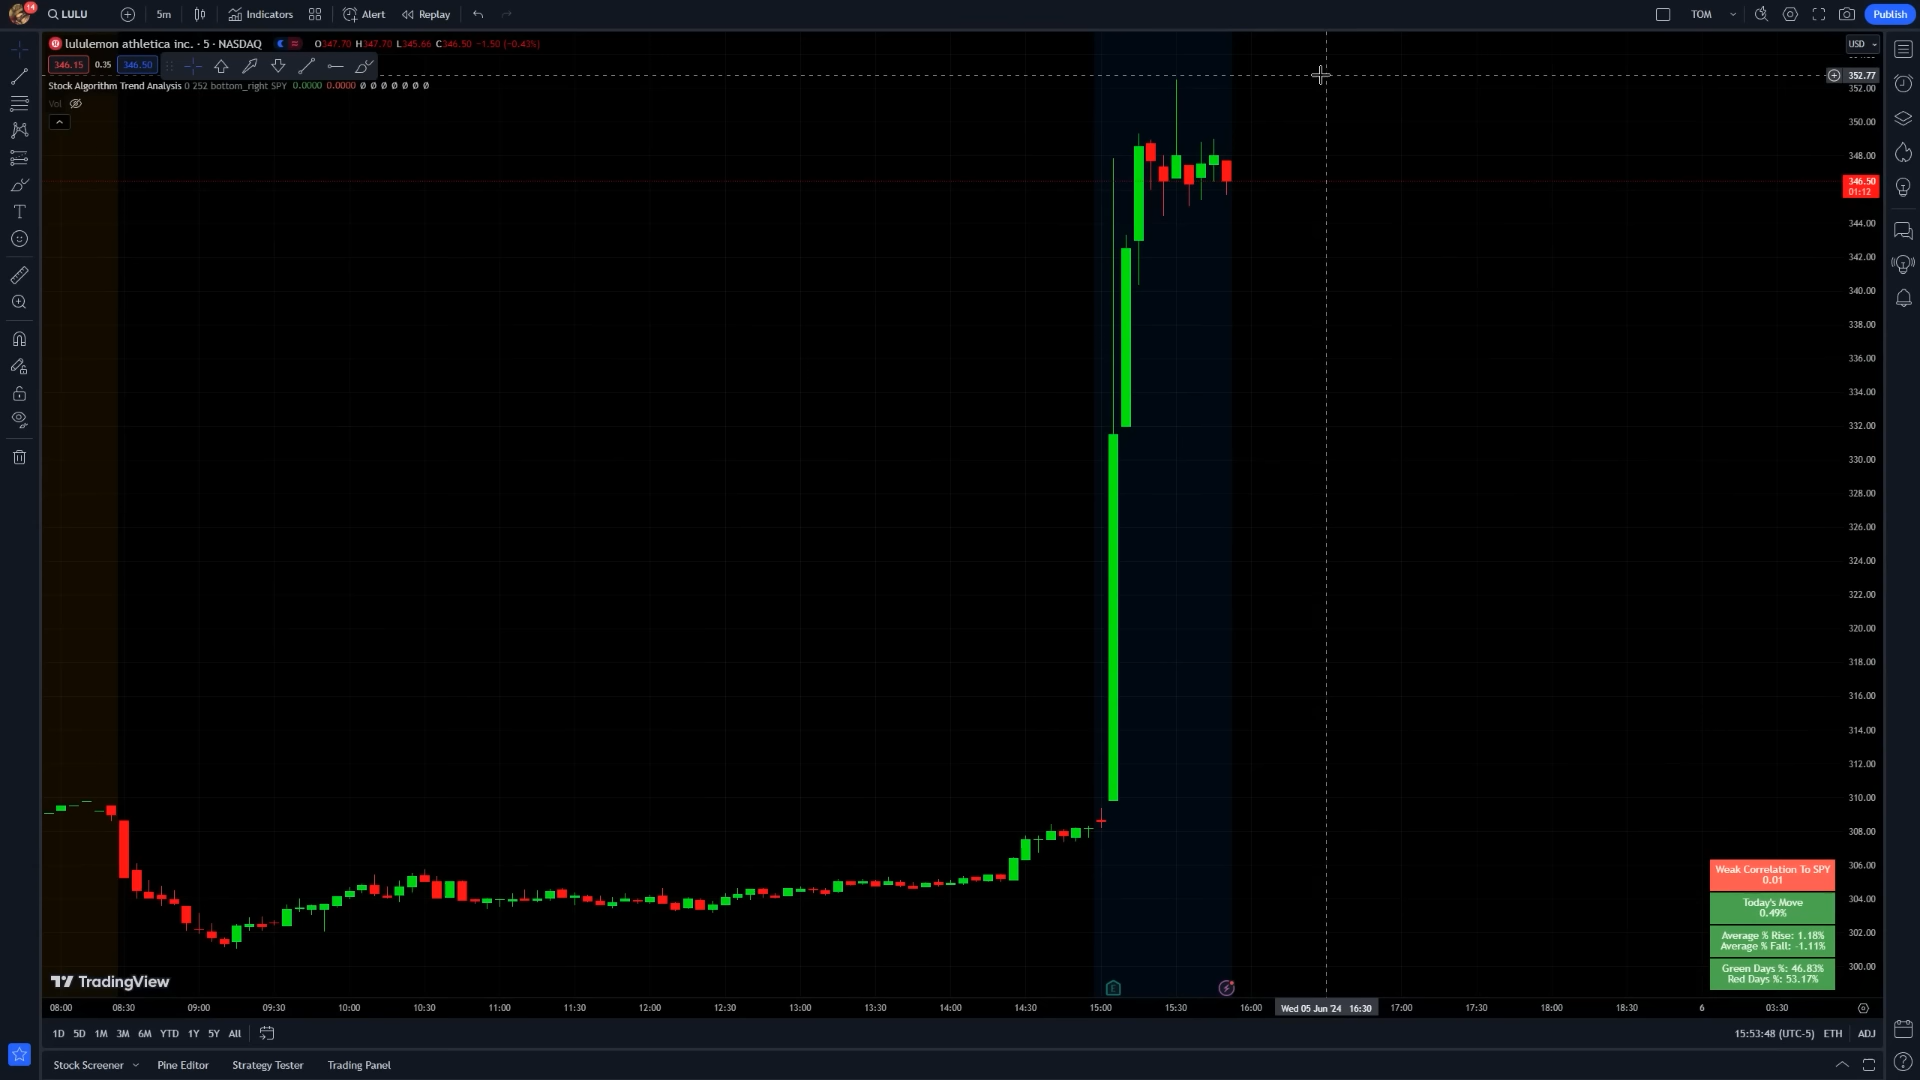 14
LULU
5m
Indicators
Alert
Replay
TOM
Publish
lululemon athletica inc. · 5 · NASDAQ
O347.70 H347.70 L345.66 C346.50 −1.50 (−0.43%)
USD
346.15 0.35 346.50
352.77
Stock Algorithm Trend Analysis 0 252 bottom_right SPY 0.0000 0.0000 ø ø ø ø ø ø ø
352.00
Vol
350.00
348.00
346.50
01:12
344.00
342.00
340.00
338.00
336.00
334.00
332.00
330.00
328.00
326.00
324.00
322.00
320.00
318.00
316.00
314.00
312.00
310.00
308.00
306.00
304.00
302.00
300.00
Weak Correlation To SPY
0.01
Today's Move
0.49%
Average % Rise: 1.18%
Average % Fall: -1.11%
Green Days %: 46.83%
Red Days %: 53.17%
TradingView
E
08:00 08:30 09:00 09:30 10:00 10:30 11:00 11:30 12:00 12:30 13:00 13:30 14:00 14:30 15:00 15:30 16:00 Wed 05 Jun '24 16:30 17:00 17:30 18:00 18:30 6 03:30
1D 5D 1M 3M 6M YTD 1Y 5Y All
15:53:48 (UTC-5) ETH ADJ
Stock Screener Pine Editor Strategy Tester Trading Panel